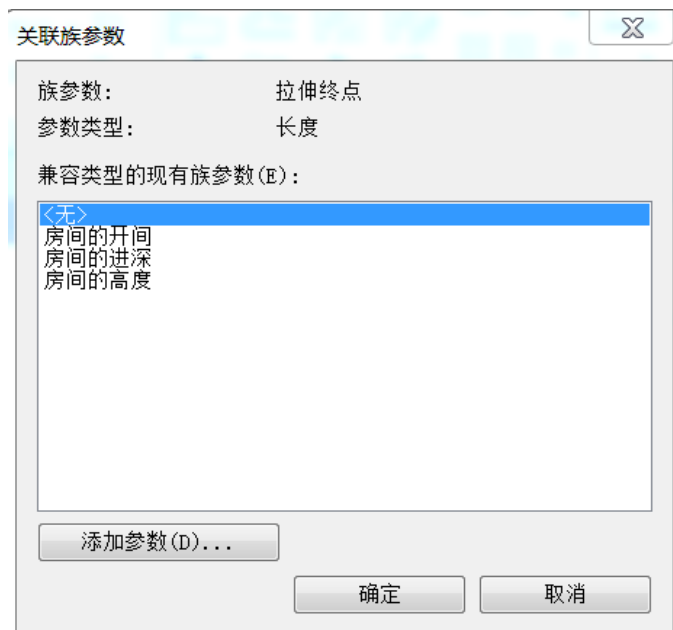 关联族参数
族参数: 拉伸终点
参数类型: 长度
兼容类型的现有族参数(E):
<无>
房间的开间
房间的进深
房间的高度
添加参数(D)...
确定 取消